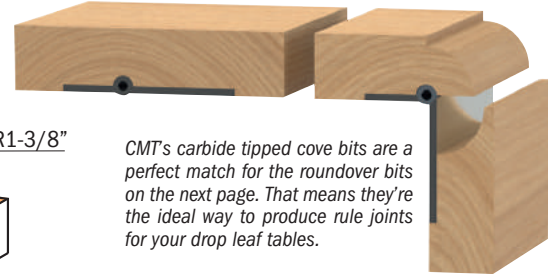 R1-3/8”
CMT’s carbide tipped cove bits are a
perfect match for the roundover bits
on the next page. That means they’re
the ideal way to produce rule joints
for your drop leaf tables.